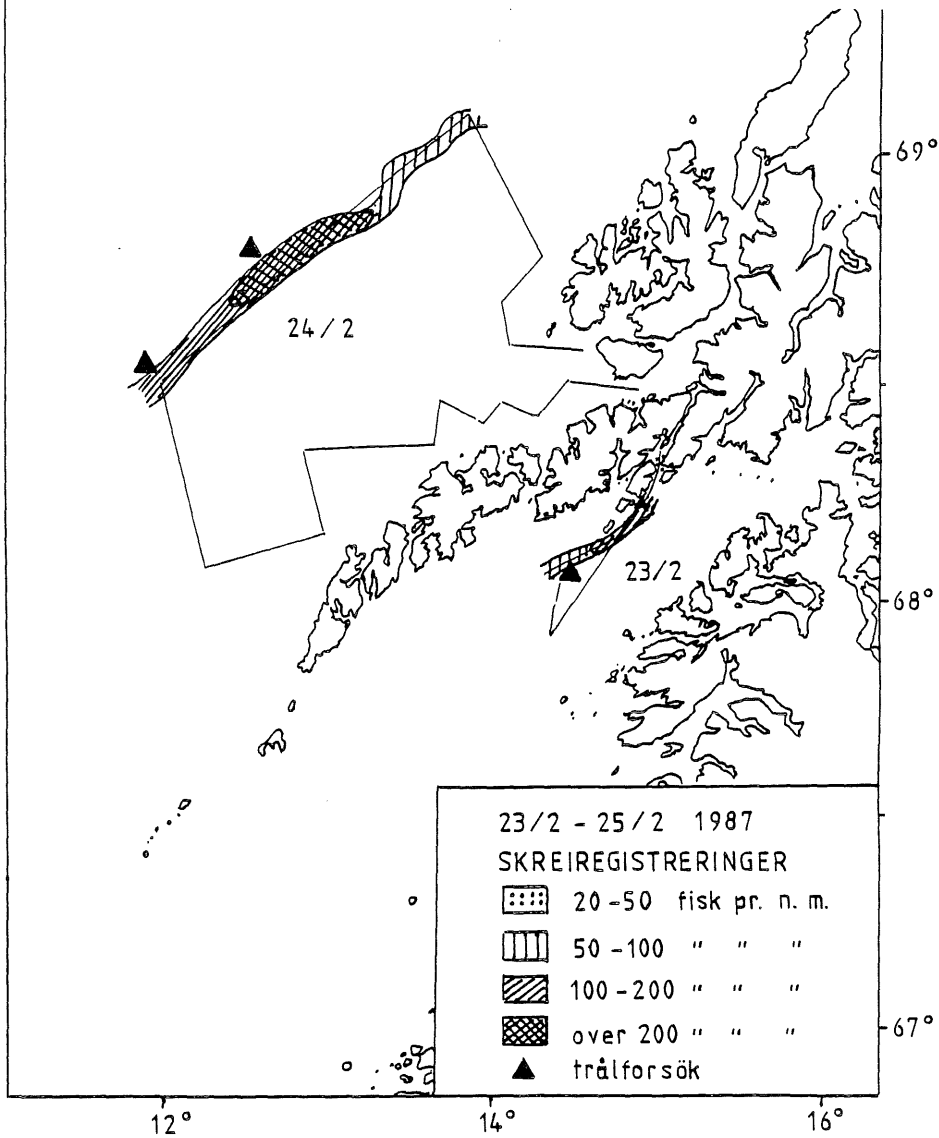 69°
24/2
23/2
68°
23/2 - 25/2 1987
SKREIREGISTRERINGER
20-50 fisk pr. n. m.
50-100 " " "
100-200 " " "
over 200 " " "
trålforsök
67°
12° 14° 16°